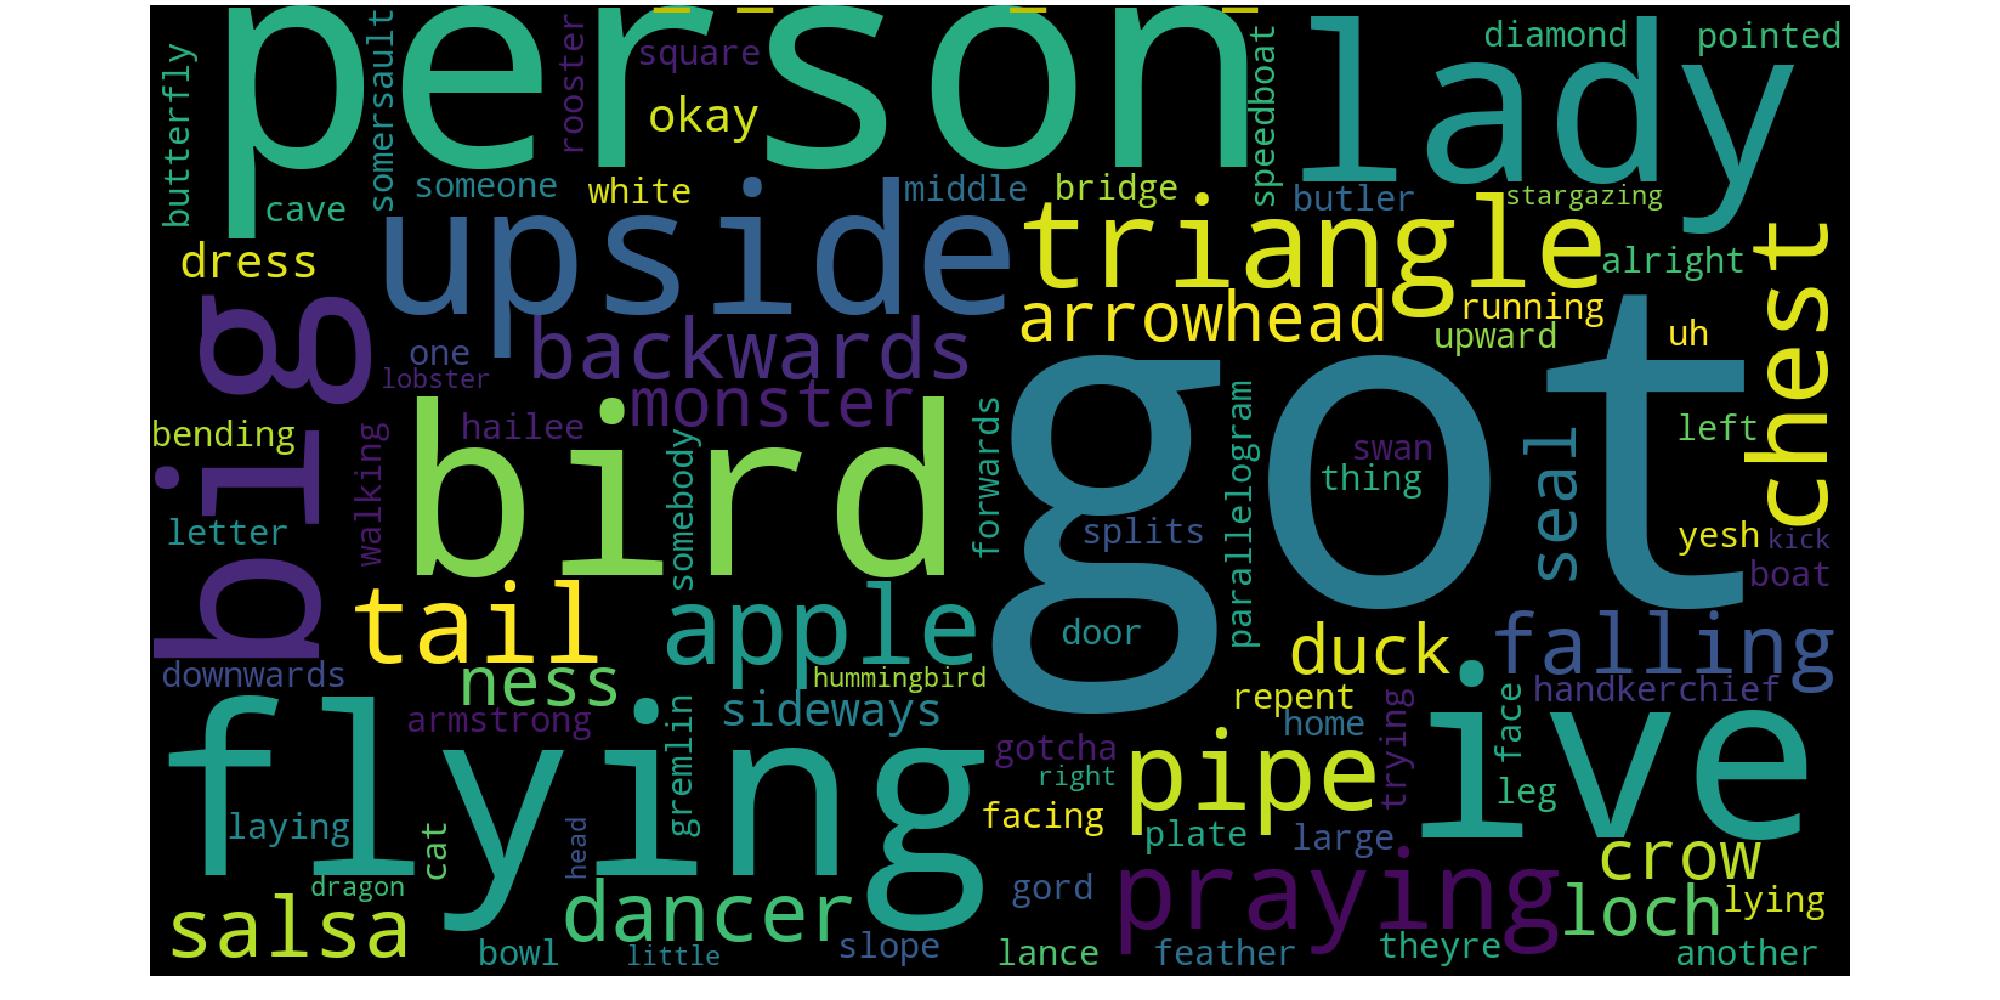 person
lady
butterfly
somersault
rooster
square
okay
speedboat
diamond
pointed
cave
someone
white
middle
bridge
butler
stargazing
dress
upside
triangle
alright
chest
big
one
lobster
backwards
arrowhead
running
upward
uh
monster
bending
hailee
walking
bird
somebody
forwards
got
parallelogram
swan
thing
seal
left
letter
splits
yesh
kick
boat
tail
apple
door
duck
falling
downwards
ness
hummingbird
repent
handkerchief
armstrong
gremlin
sideways
home
trying
face
flying
gotcha
right
pipe
ive
leg
laying
cat
head
facing
plate
large
crow
dragon
salsa
dancer
gord
praying
loch
lying
bowl
little
slope
lance
feather
theyre
another